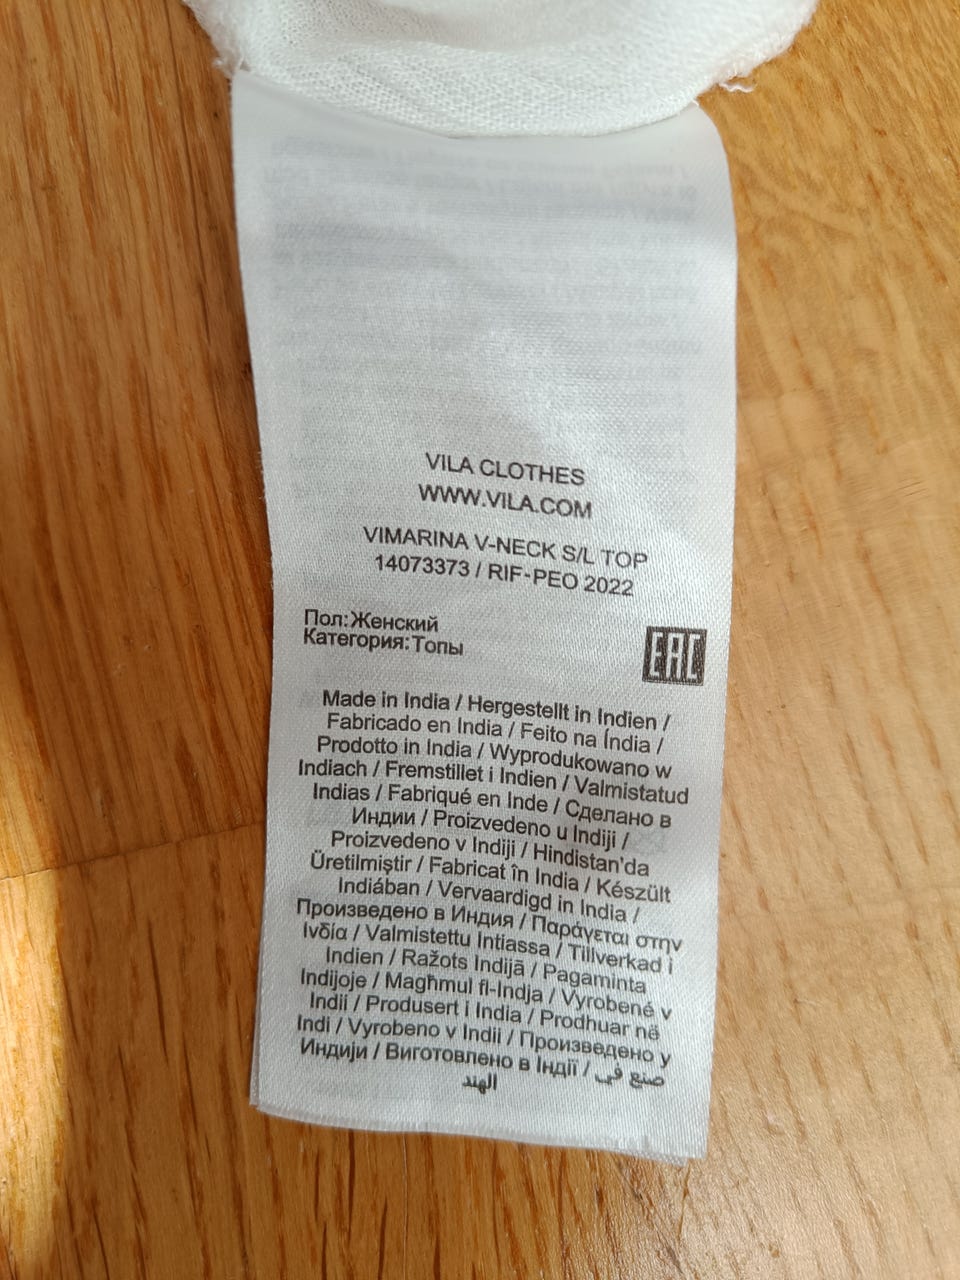 VILA CLOTHES
WWW.VILA.COM
VIMARINA V-NECK S/L TOP
14073373 / RIF-PEO 2022
Пол:Женский
Категория:Топы
EAC
Made in India / Hergestellt in Indien /
Fabricado en India / Feito na Índia /
Prodotto in India / Wyprodukowano w
Indiach / Fremstillet i Indien / Valmistatud
Indias / Fabriqué en Inde / Сделано в
Индии / Proizvedeno u Indiji /
Proizvedeno v Indiji / Hindistan'da
Üretilmiştir / Fabricat în India / Készült
Indiában / Vervaardigd in India /
Произведено в Индия / Παράγεται στην
Ινδία / Valmistettu Intiassa / Tillverkad i
Indien / Ražots Indijā / Pagaminta
Indijoje / Magħmul fl-Indja / Vyrobené v
Indii / Produsert i India / Prodhuar në
Indi / Vyrobeno v Indii / Произведено у
Индији / Виготовлено в Індії / صنع في
الهند